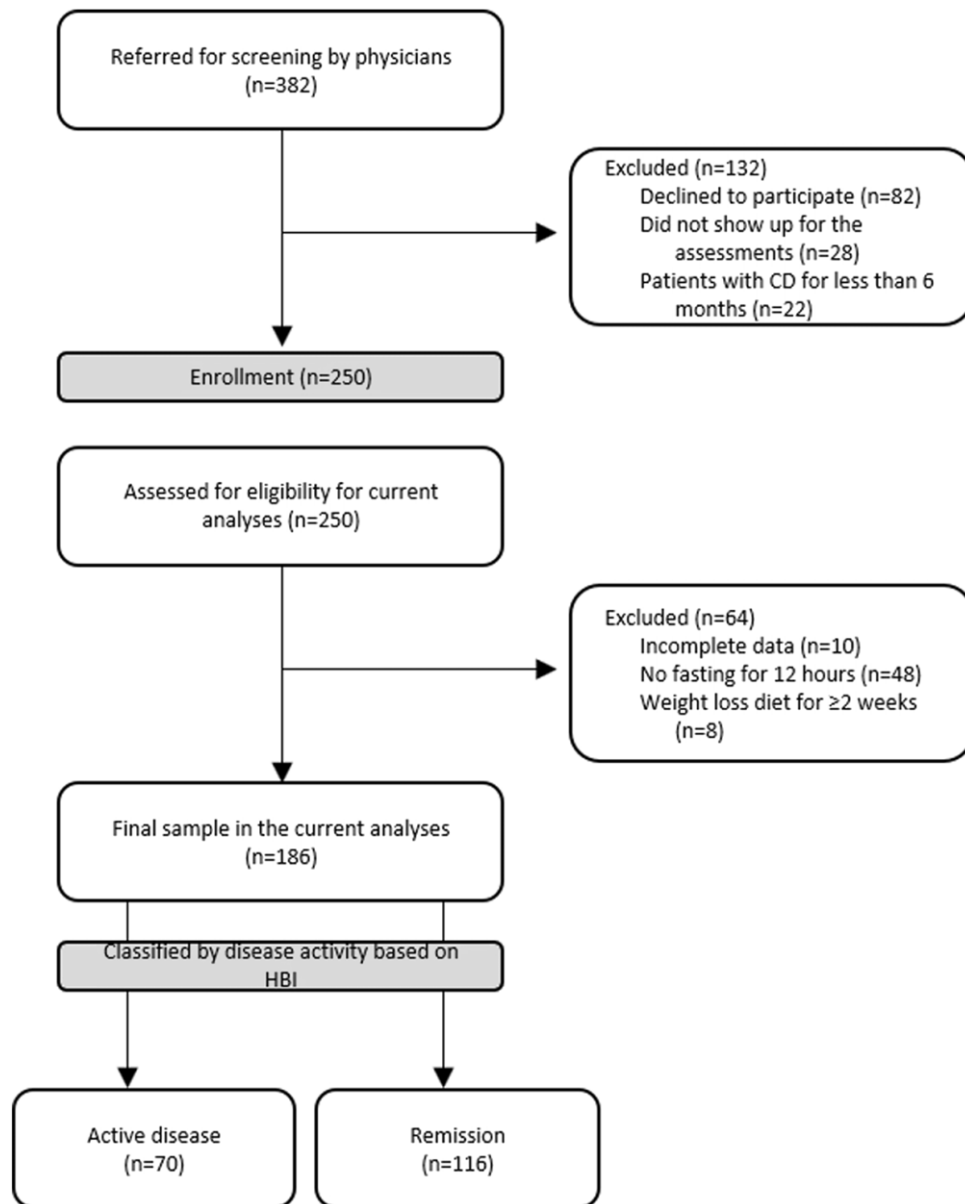 Referred for screening by physicians
(n=382)
Excluded (n=132)
Declined to participate (n=82)
Did not show up for the
assessments (n=28)
Patients with CD for less than 6
months (n=22)
Enrollment (n=250)
Assessed for eligibility for current
analyses (n=250)
Excluded (n=64)
Incomplete data (n=10)
No fasting for 12 hours (n=48)
Weight loss diet for ≥2 weeks
(n=8)
Final sample in the current analyses
(n=186)
Classified by disease activity based on
HBI
Active disease
(n=70)
Remission
(n=116)